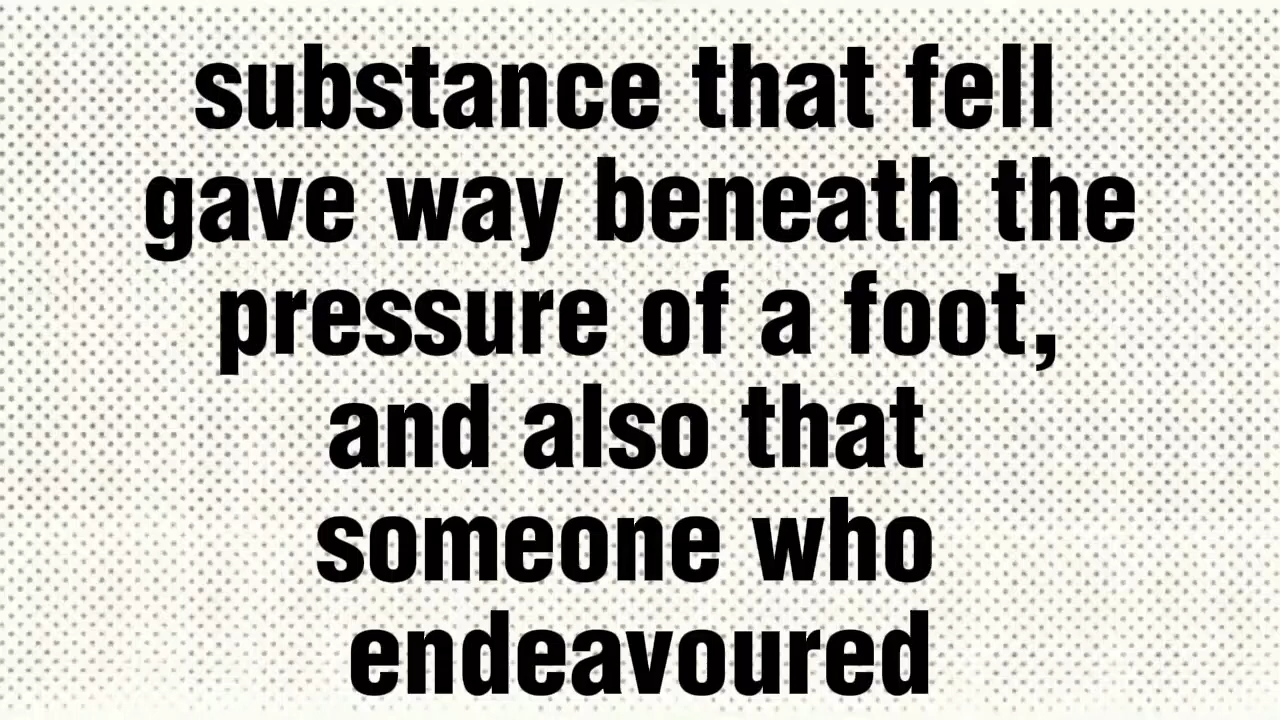 substance that fell
gave way beneath the
pressure of a foot,
and also that
someone who
endeavoured